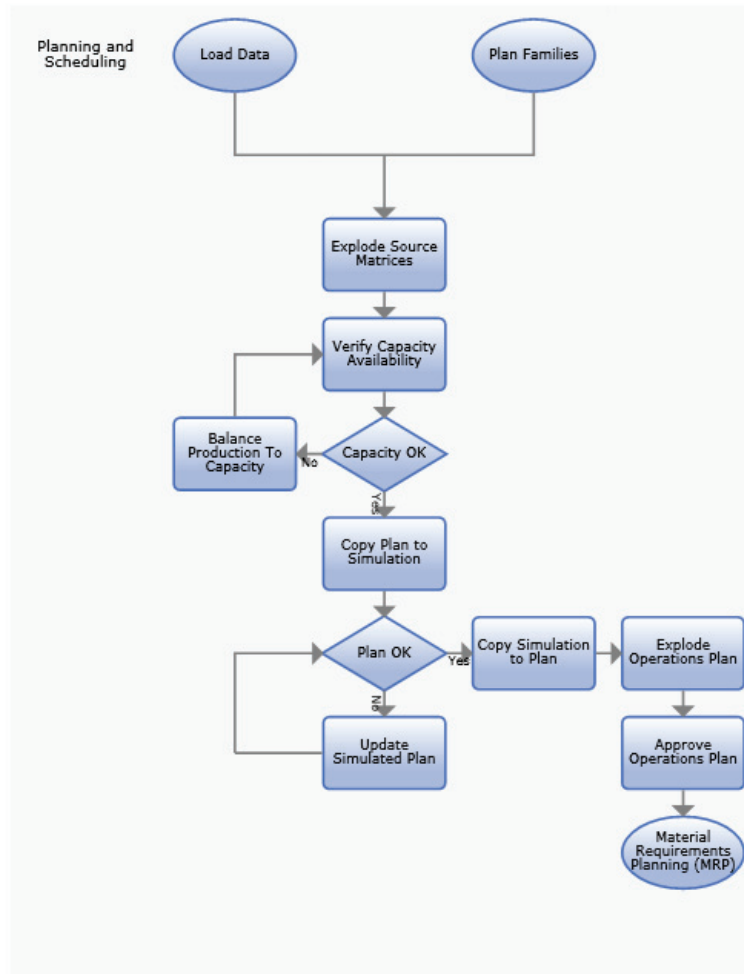 Planning and
Scheduling
Load Data
Plan Families
Explode Source
Matrices
Verify Capacity
Availability
Balance
Production To
Capacity
No
Capacity OK
Yes
Copy Plan to
Simulation
Plan OK
Yes
Copy Simulation
to Plan
Explode
Operations Plan
No
Update
Simulated Plan
Approve
Operations Plan
Material
Requirements
Planning (MRP)